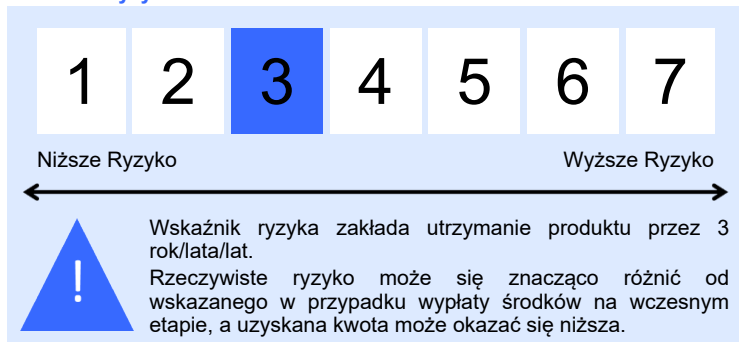 1 2 3 4 5 6 7
Niższe Ryzyko Wyższe Ryzyko
! Wskaźnik ryzyka zakłada utrzymanie produktu przez 3
rok/lata/lat.
Rzeczywiste ryzyko może się znacząco różnić od
wskazanego w przypadku wypłaty środków na wczesnym
etapie, a uzyskana kwota może okazać się niższa.